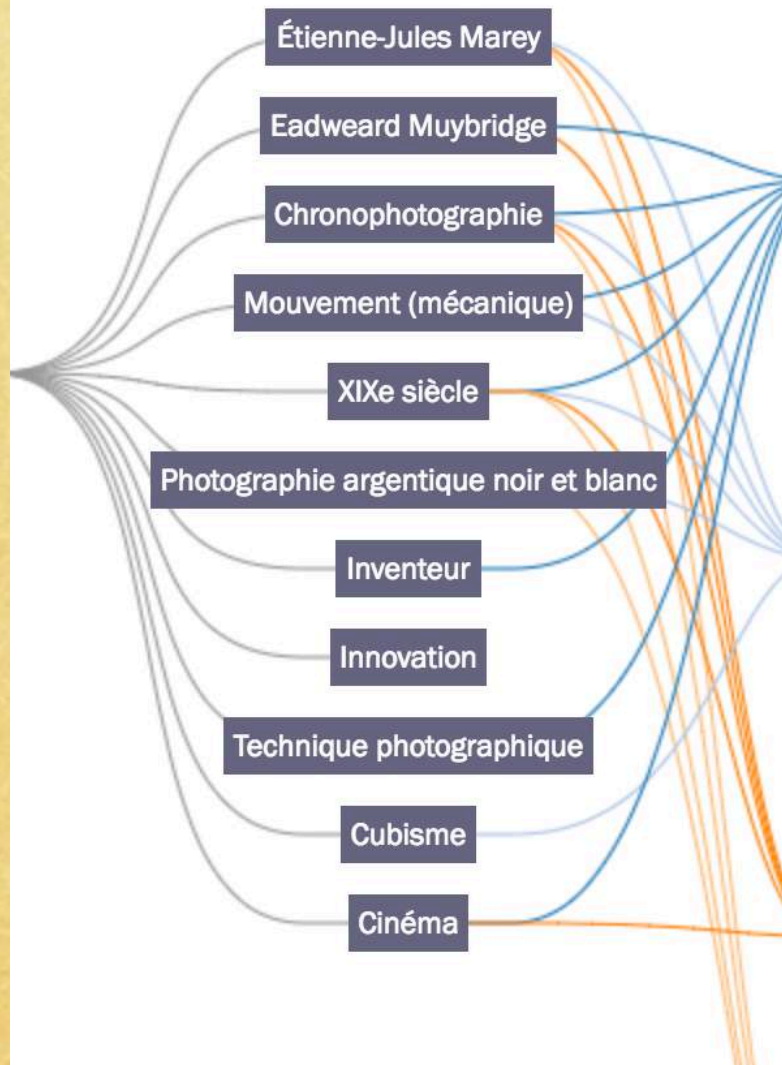 Étienne-Jules Marey
Eadweard Muybridge
Chronophotographie
Mouvement (mécanique)
XIXe siècle
Photographie argentique noir et blanc
Inventeur
Innovation
Technique photographique
Cubisme
Cinéma